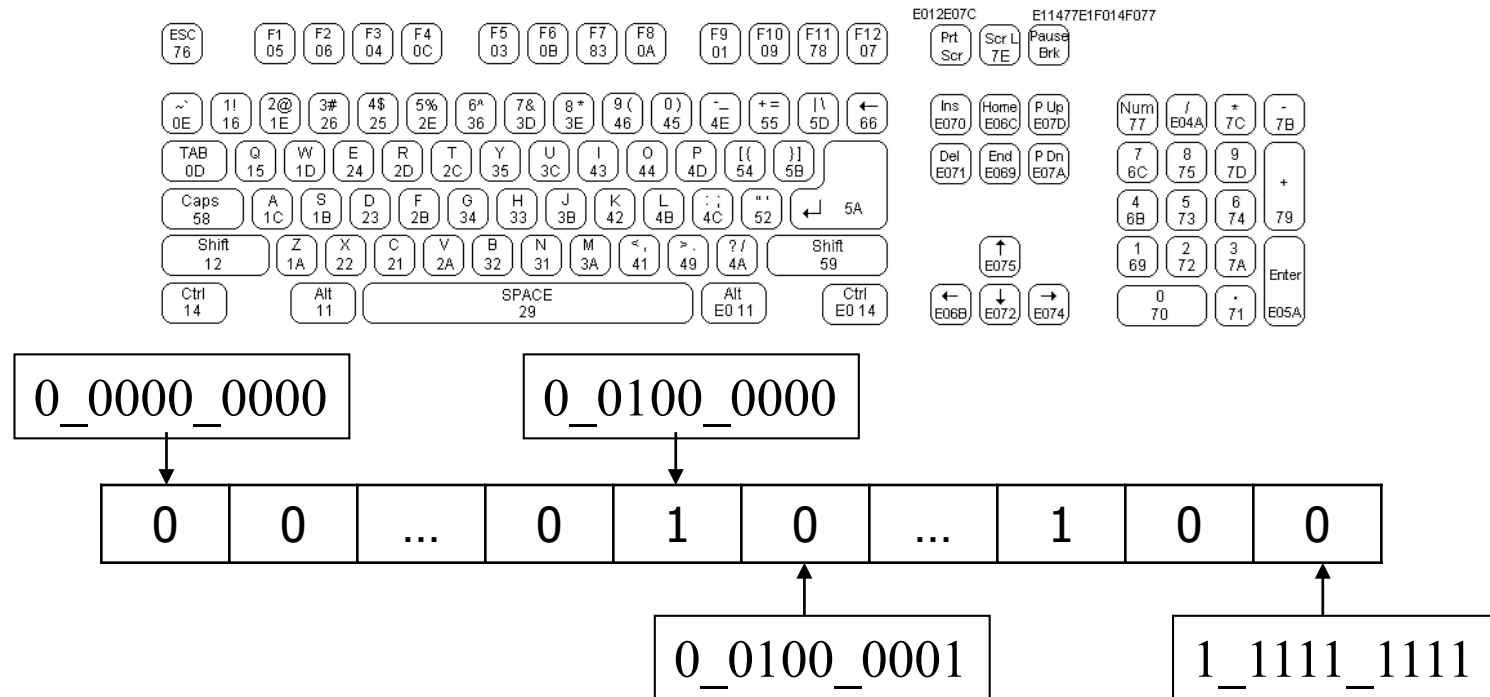 E012E07C E11477E1F014F077
ESC F1 F2 F3 F4 F5 F6 F7 F8 F9 F10 F11 F12 Prt Scr L Pause
76 05 06 04 0C 03 0B 83 0A 01 09 78 07 Scr 7E Brk
~` 1! 2@ 3# 4$ 5% 6^ 7& 8* 9( 0) -_ += |\ ← Ins Home P Up Num / * -
0E 16 1E 26 25 2E 36 3D 3E 46 45 4E 55 5D 66 E070 E06C E07D 77 E04A 7C 7B
TAB Q W E R T Y U I O P [{ }] Del End P Dn 7 8 9
0D 15 1D 24 2D 2C 35 3C 43 44 4D 54 5B E071 E069 E07A 6C 75 7D +
Caps A S D F G H J K L : ; " ' ↵ 5A 4 5 6
58 1C 1B 23 2B 34 33 3B 42 4B 4C 52 6B 73 74 79
Shift Z X C V B N M < , > . ? / Shift ↑ 1 2 3
12 1A 22 21 2A 32 31 3A 41 49 4A 59 E075 69 72 7A Enter
Ctrl Alt SPACE Alt Ctrl ← ↓ → 0 .
14 11 29 E0 11 E0 14 E06B E072 E074 70 71 E05A
0_0000_0000 0_0100_0000
0 0 ... 0 1 0 ... 1 0 0
0_0100_0001 1_1111_1111